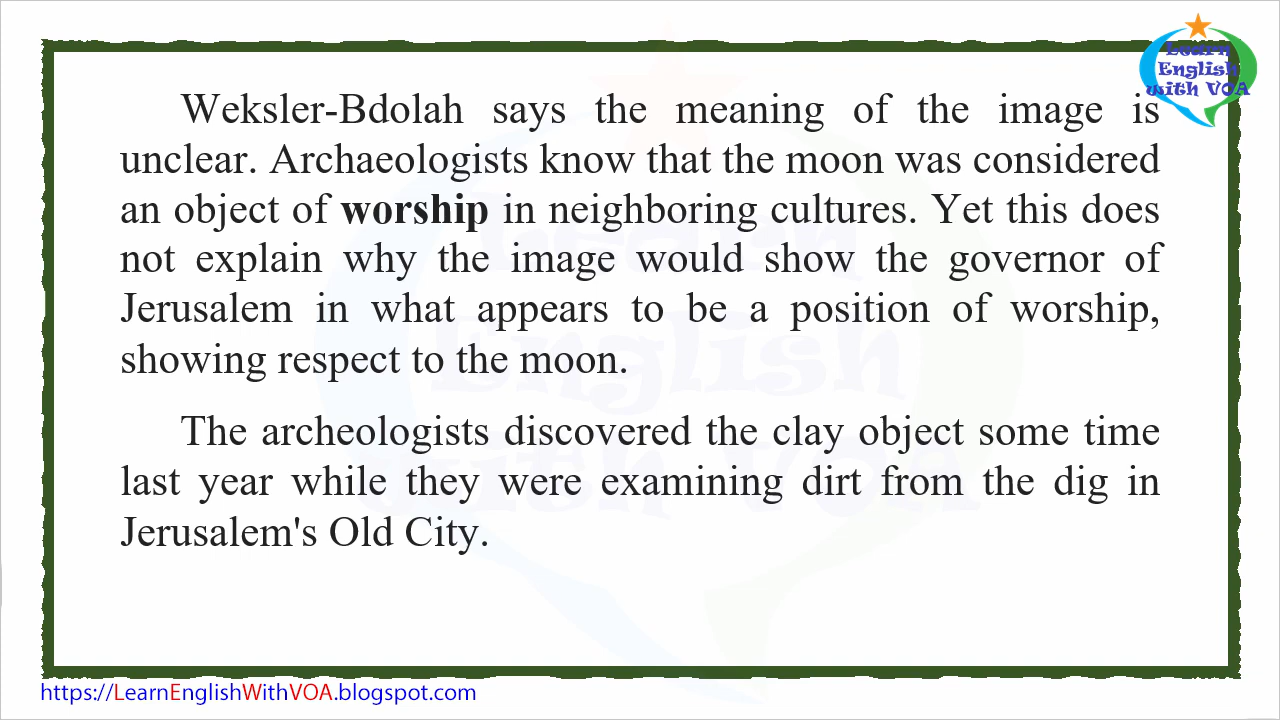 Learn
English
with VOA
Weksler-Bdolah says the meaning of the image is
unclear. Archaeologists know that the moon was considered
an object of worship in neighboring cultures. Yet this does
not explain why the image would show the governor of
Jerusalem in what appears to be a position of worship,
showing respect to the moon.
The archeologists discovered the clay object some time
last year while they were examining dirt from the dig in
Jerusalem's Old City.
Learn
English
with VOA
https://LearnEnglishWithVOA.blogspot.com